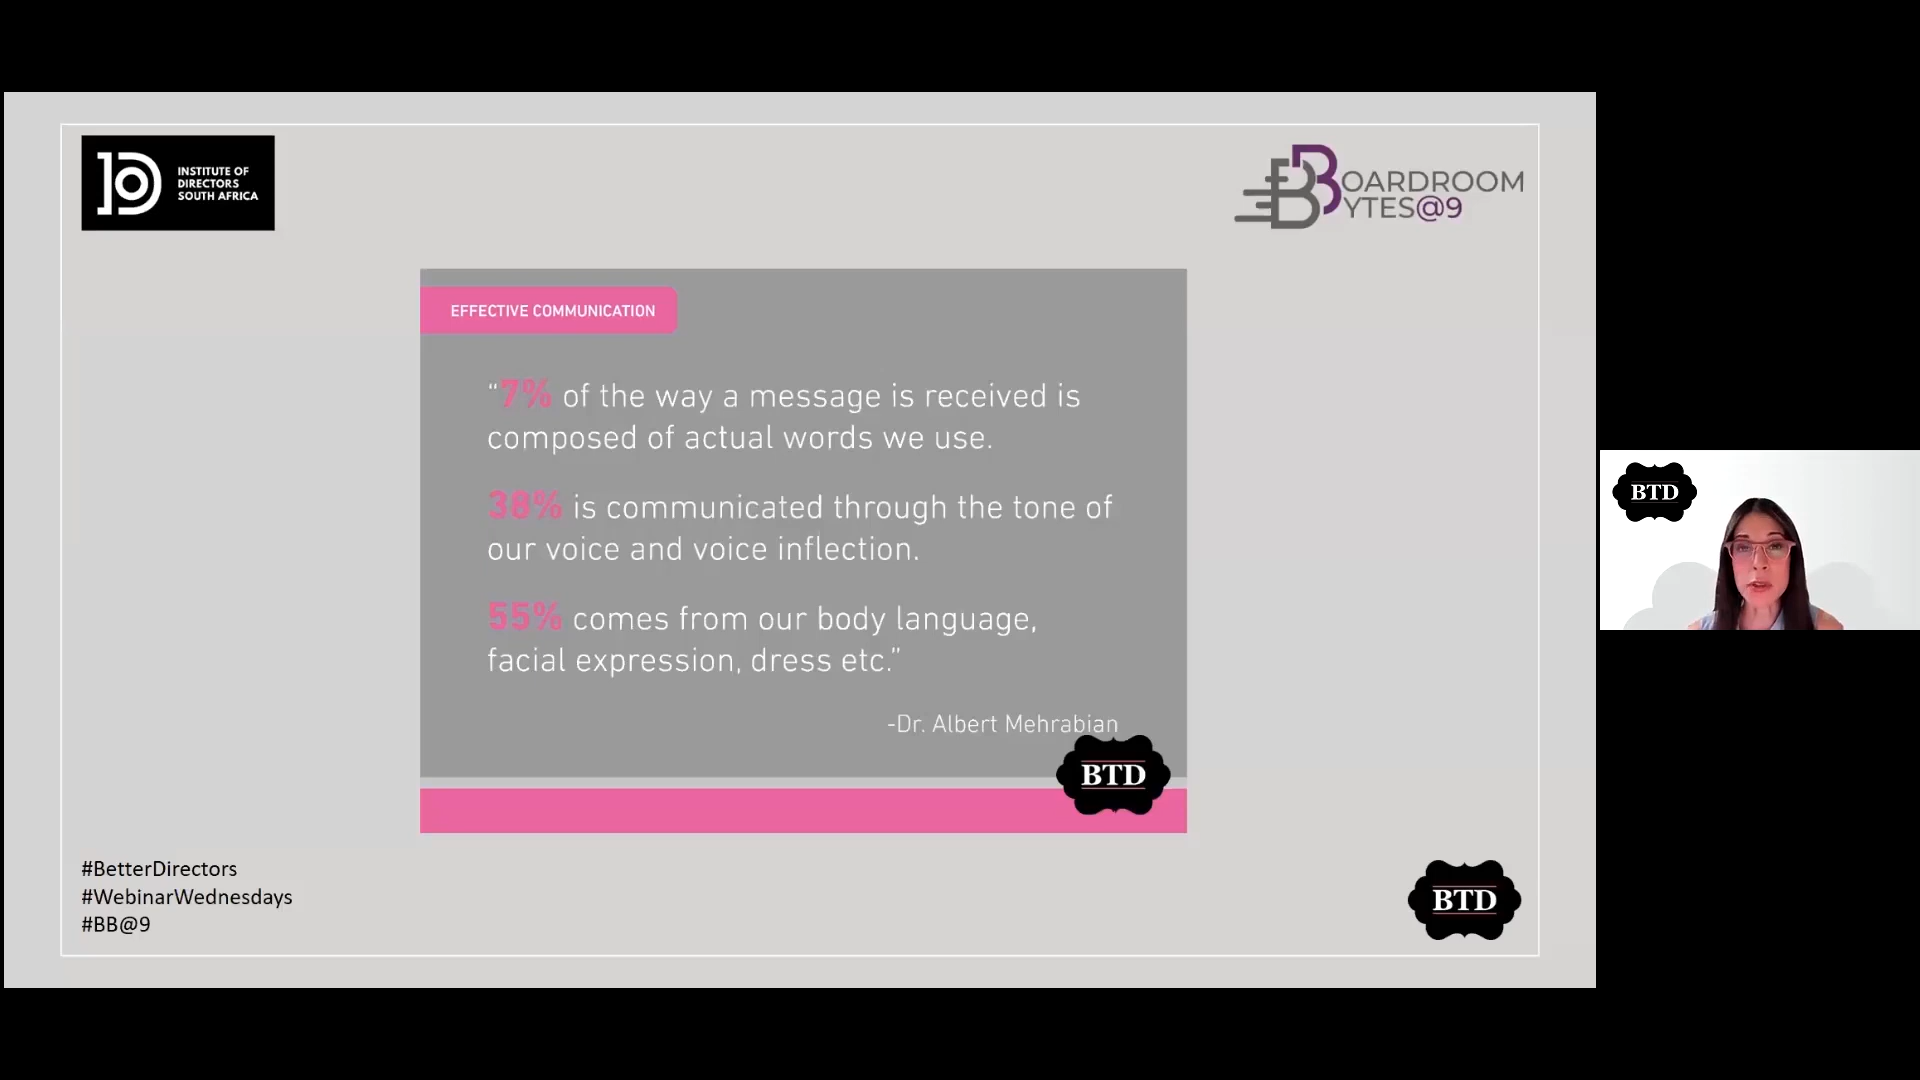 INSTITUTE OF
DIRECTORS
SOUTH AFRICA
BOARDROOM
BYTES@9
EFFECTIVE COMMUNICATION
“7% of the way a message is received is
composed of actual words we use.
38% is communicated through the tone of
our voice and voice inflection.
55% comes from our body language,
facial expression, dress etc.”
-Dr. Albert Mehrabian
BTD
BTD
#BetterDirectors
#WebinarWednesdays
#BB@9
BTD